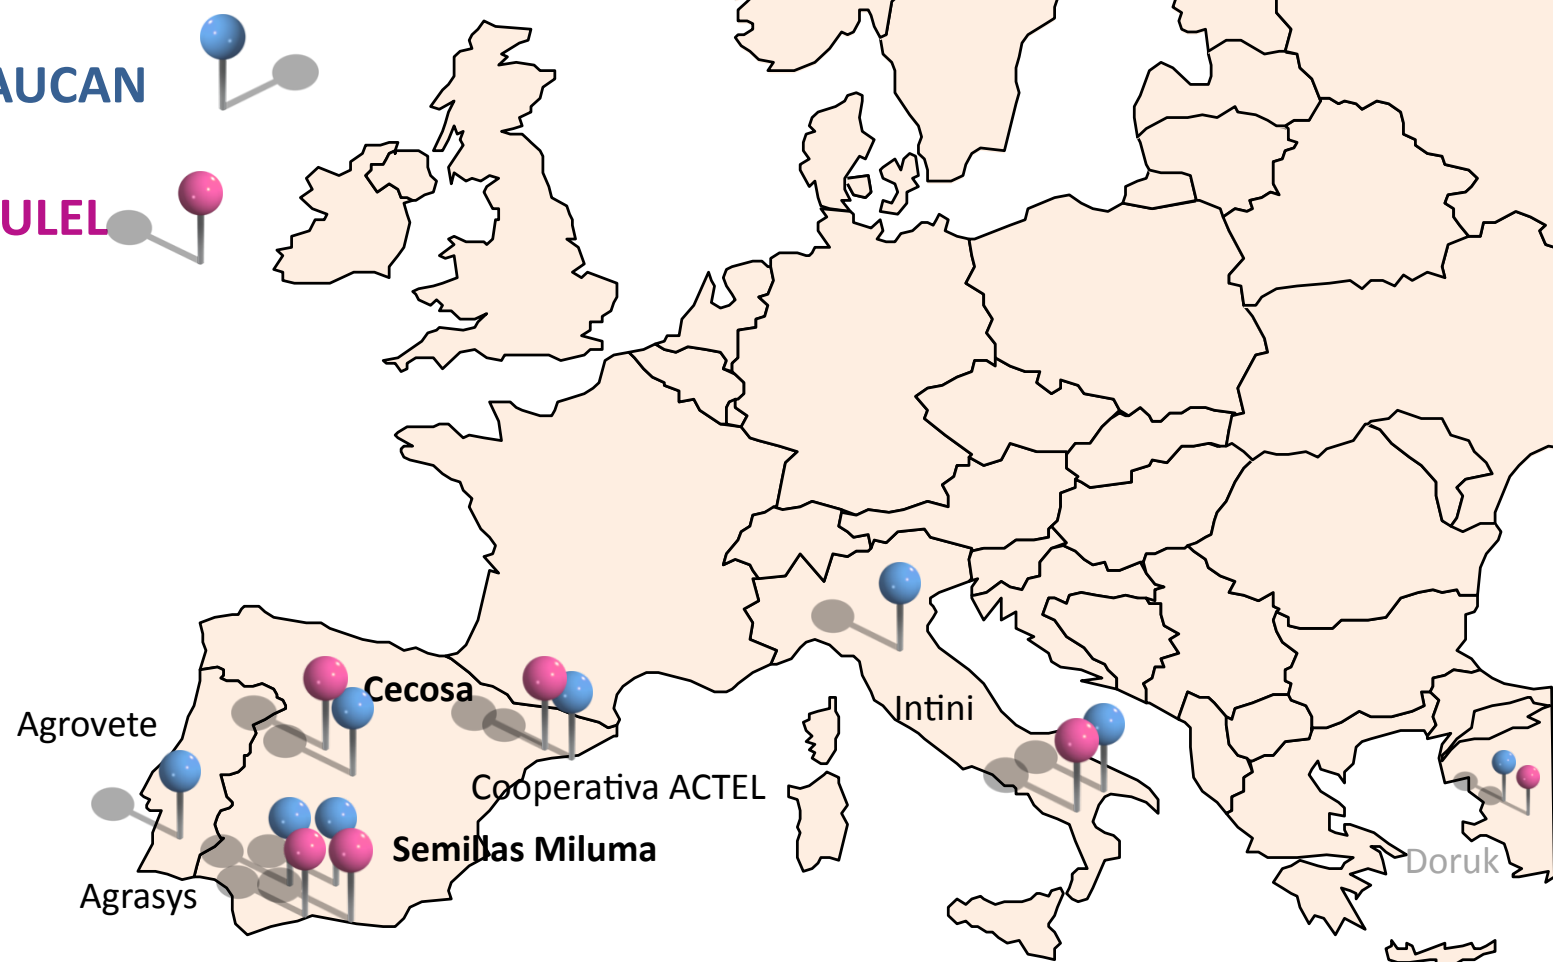 AUCAN
ULEL
Cecosa
Agrovete
Intini
Cooperativa ACTEL
Semillas Miluma
Doruk
Agrasys